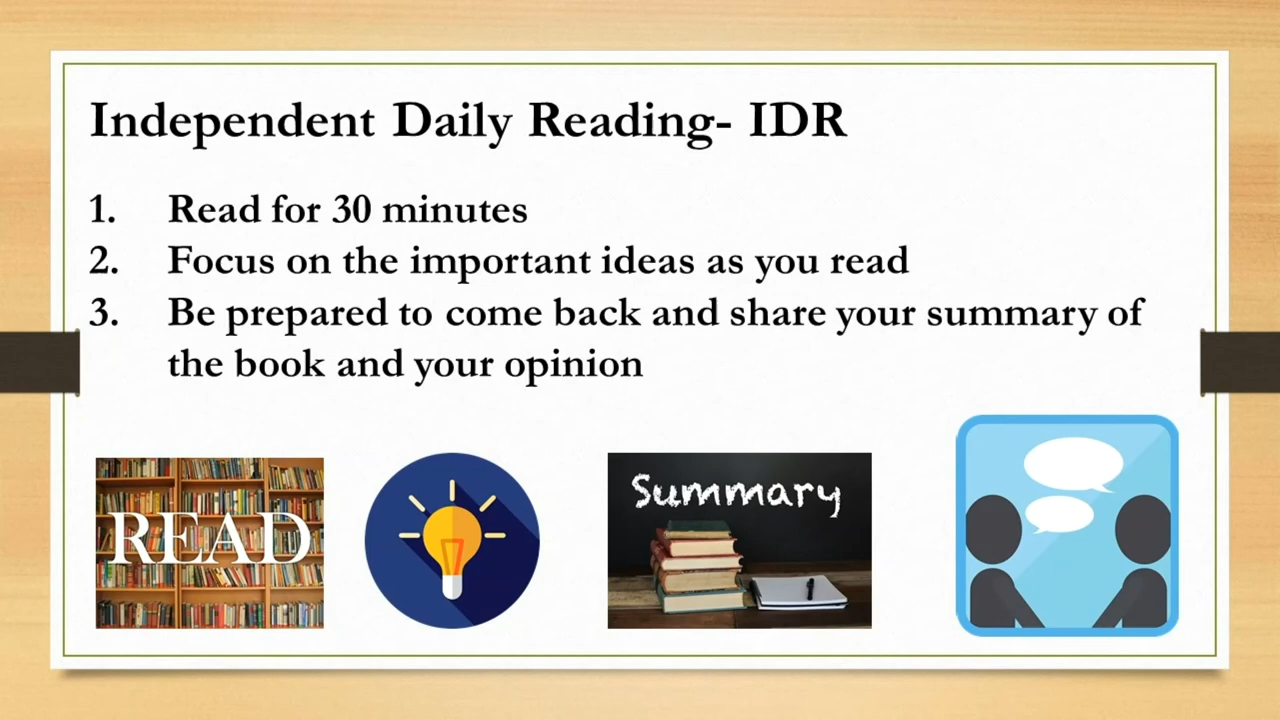 Independent Daily Reading- IDR
1. Read for 30 minutes
2. Focus on the important ideas as you read
3. Be prepared to come back and share your summary of
the book and your opinion
READ
Summary